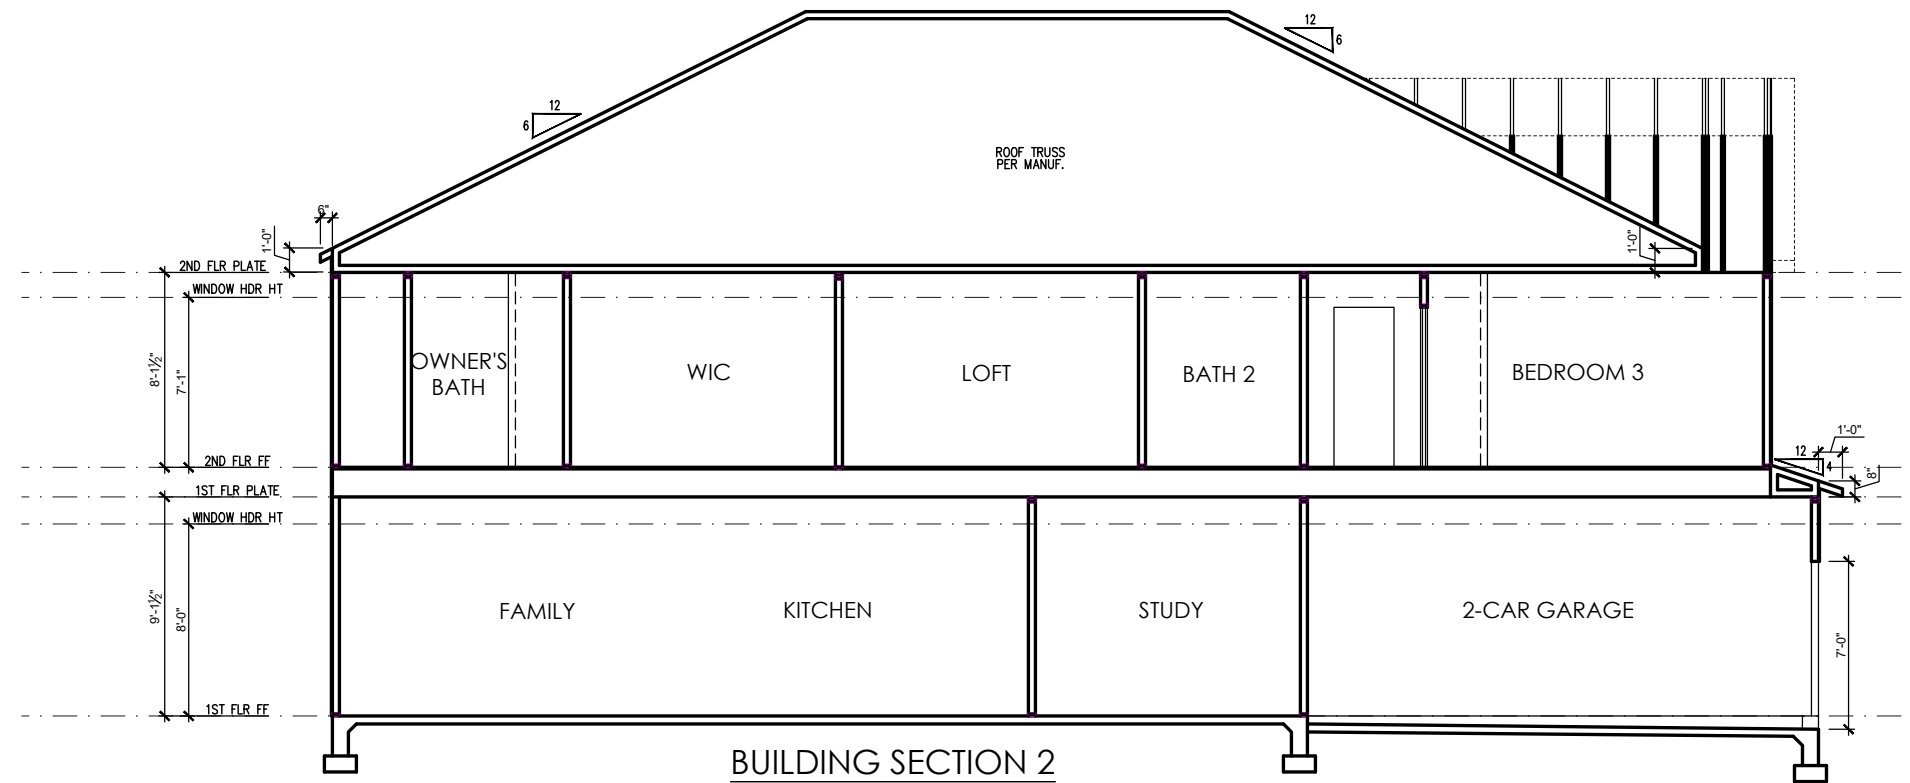 12
6
12
6
ROOF TRUSS
PER MANUF.
6"
1'-0"
1'-0"
2ND FLR PLATE
WINDOW HDR HT
8'-1½"
7'-1"
OWNER'S
BATH
WIC
LOFT
BATH 2
BEDROOM 3
1'-0"
12
4
8"
2ND FLR FF
1ST FLR PLATE
WINDOW HDR HT
9'-1½"
8'-0"
FAMILY
KITCHEN
STUDY
2-CAR GARAGE
7'-0"
1ST FLR FF
BUILDING SECTION 2